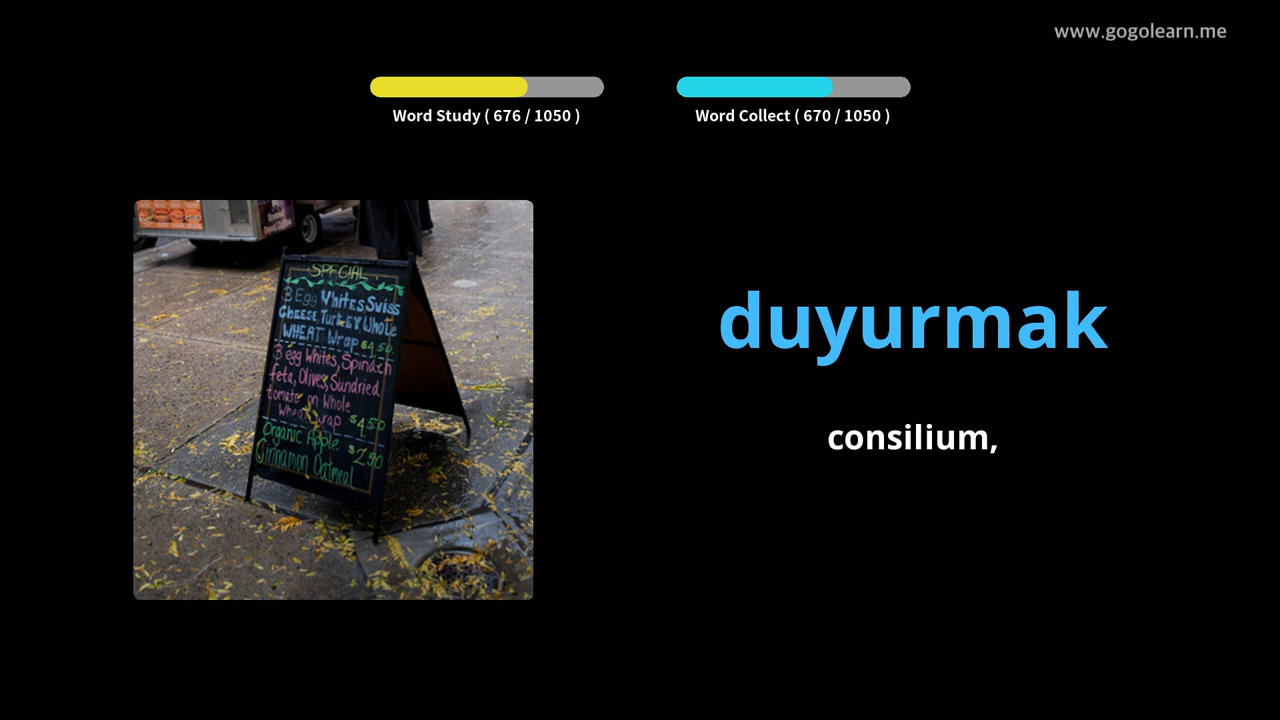 www.gogolearn.me
Word Study ( 676 / 1050 )
Word Collect ( 670 / 1050 )
SPECIAL
3 Egg Whites, Swiss
Cheese, Turkey Whole
WHEAT Wrap $4.50
3 egg Whites, Spinach
feta, Olives, Sundried
tomato on Whole
Wheat Wrap $4.50
Organic Apple
Cinnamon Oatmeal $2.50
duyurmak
consilium,